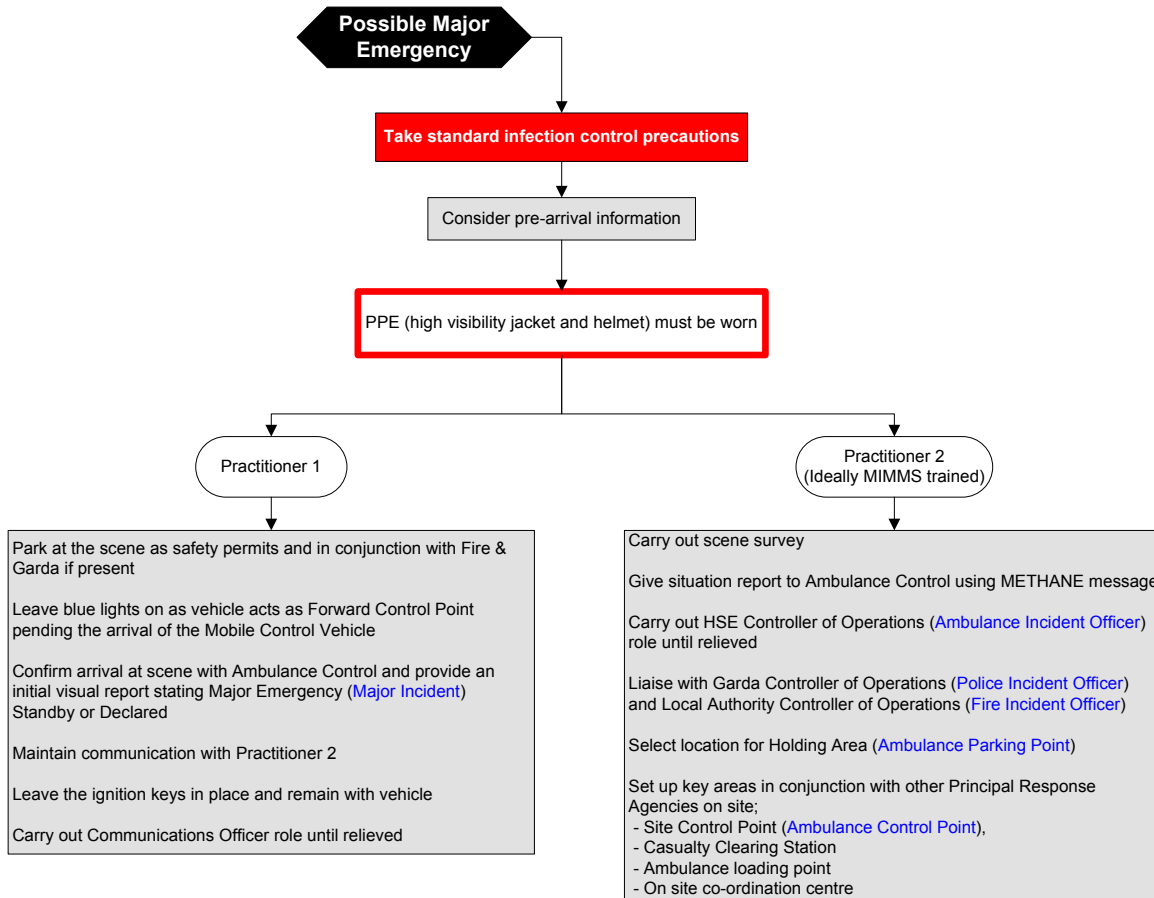 Possible Major
Emergency
Take standard infection control precautions
Consider pre-arrival information
PPE (high visibility jacket and helmet) must be worn
Practitioner 1
Park at the scene as safety permits and in conjunction with Fire &
Garda if present
Leave blue lights on as vehicle acts as Forward Control Point
pending the arrival of the Mobile Control Vehicle
Confirm arrival at scene with Ambulance Control and provide an
initial visual report stating Major Emergency (Major Incident)
Standby or Declared
Maintain communication with Practitioner 2
Leave the ignition keys in place and remain with vehicle
Carry out Communications Officer role until relieved
Practitioner 2
(Ideally MIMMS trained)
Carry out scene survey
Give situation report to Ambulance Control using METHANE message
Carry out HSE Controller of Operations (Ambulance Incident Officer)
role until relieved
Liaise with Garda Controller of Operations (Police Incident Officer)
and Local Authority Controller of Operations (Fire Incident Officer)
Select location for Holding Area (Ambulance Parking Point)
Set up key areas in conjunction with other Principal Response
Agencies on site;
- Site Control Point (Ambulance Control Point),
- Casualty Clearing Station
- Ambulance loading point
- On site co-ordination centre